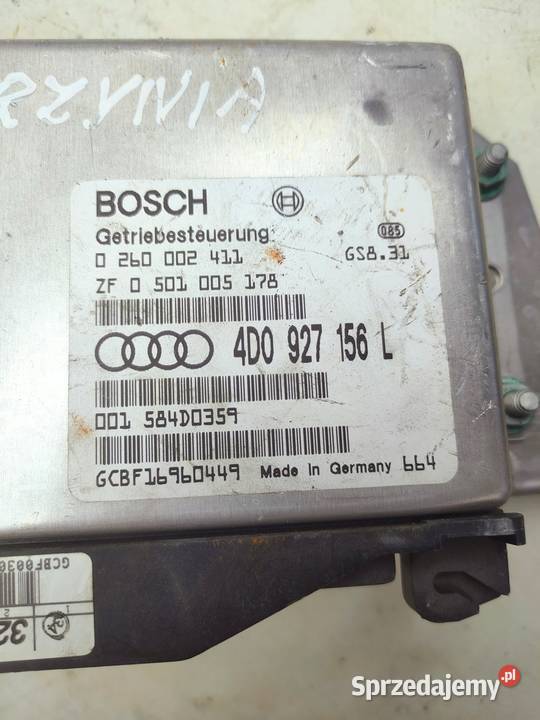 BOSCH
Getriebesteuerung 085
0 260 002 411 GS8.31
ZF 0 501 005 178
4D0 927 156 L
001 584D0359
GCBF16960449 Made in Germany 664
32
Sprzedajemy.pl